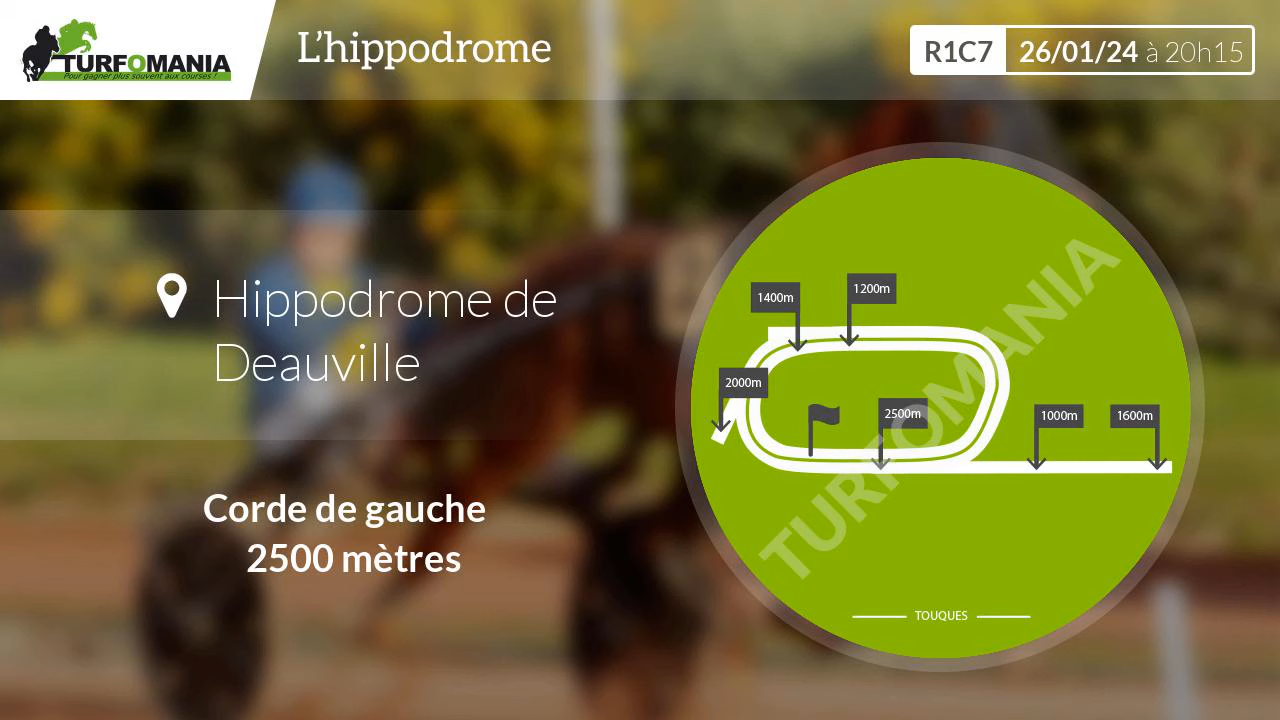 TURFOMANIA
Pour gagner plus souvent aux courses !
L'hippodrome
R1C7 26/01/24 à 20h15
Hippodrome de
Deauville
Corde de gauche
2500 mètres
1400m
1200m
2000m
2500m
1000m
1600m
TURFOMANIA
TOUQUES